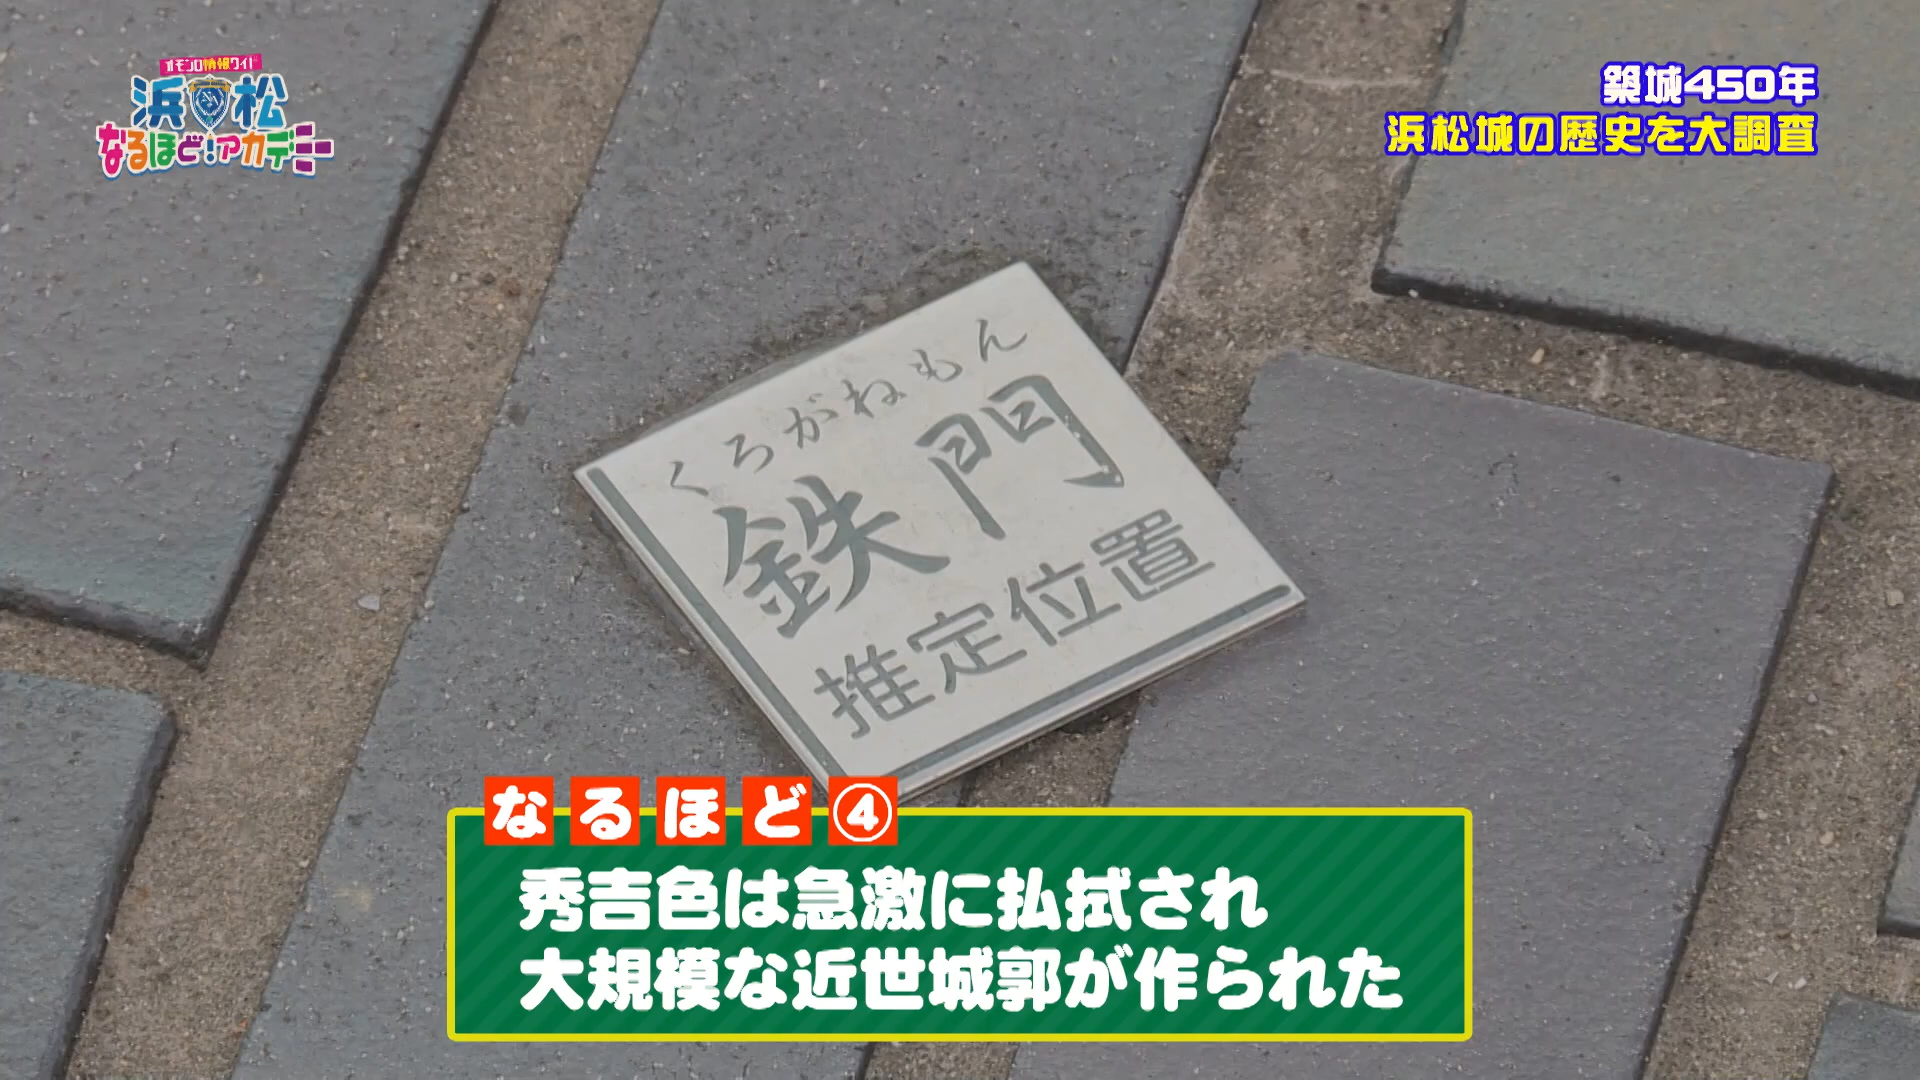 オモシロ情報ワイド
浜松
なるほど!アカデミー
築城450年
浜松城の歴史を大調査
くろがねもん
鉄門
推定位置
なるほど④
秀吉色は急激に払拭され
大規模な近世城郭が作られた